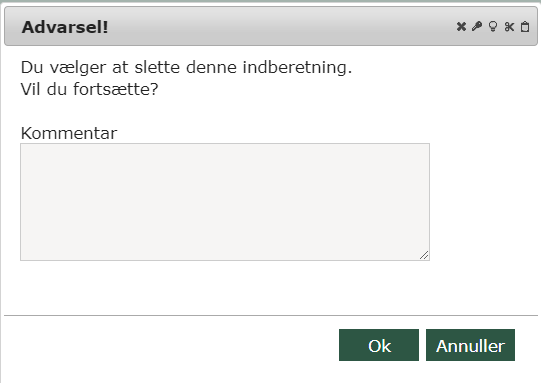 Advarsel!
Du vælger at slette denne indberetning.
Vil du fortsætte?
Kommentar
Ok
Annuller